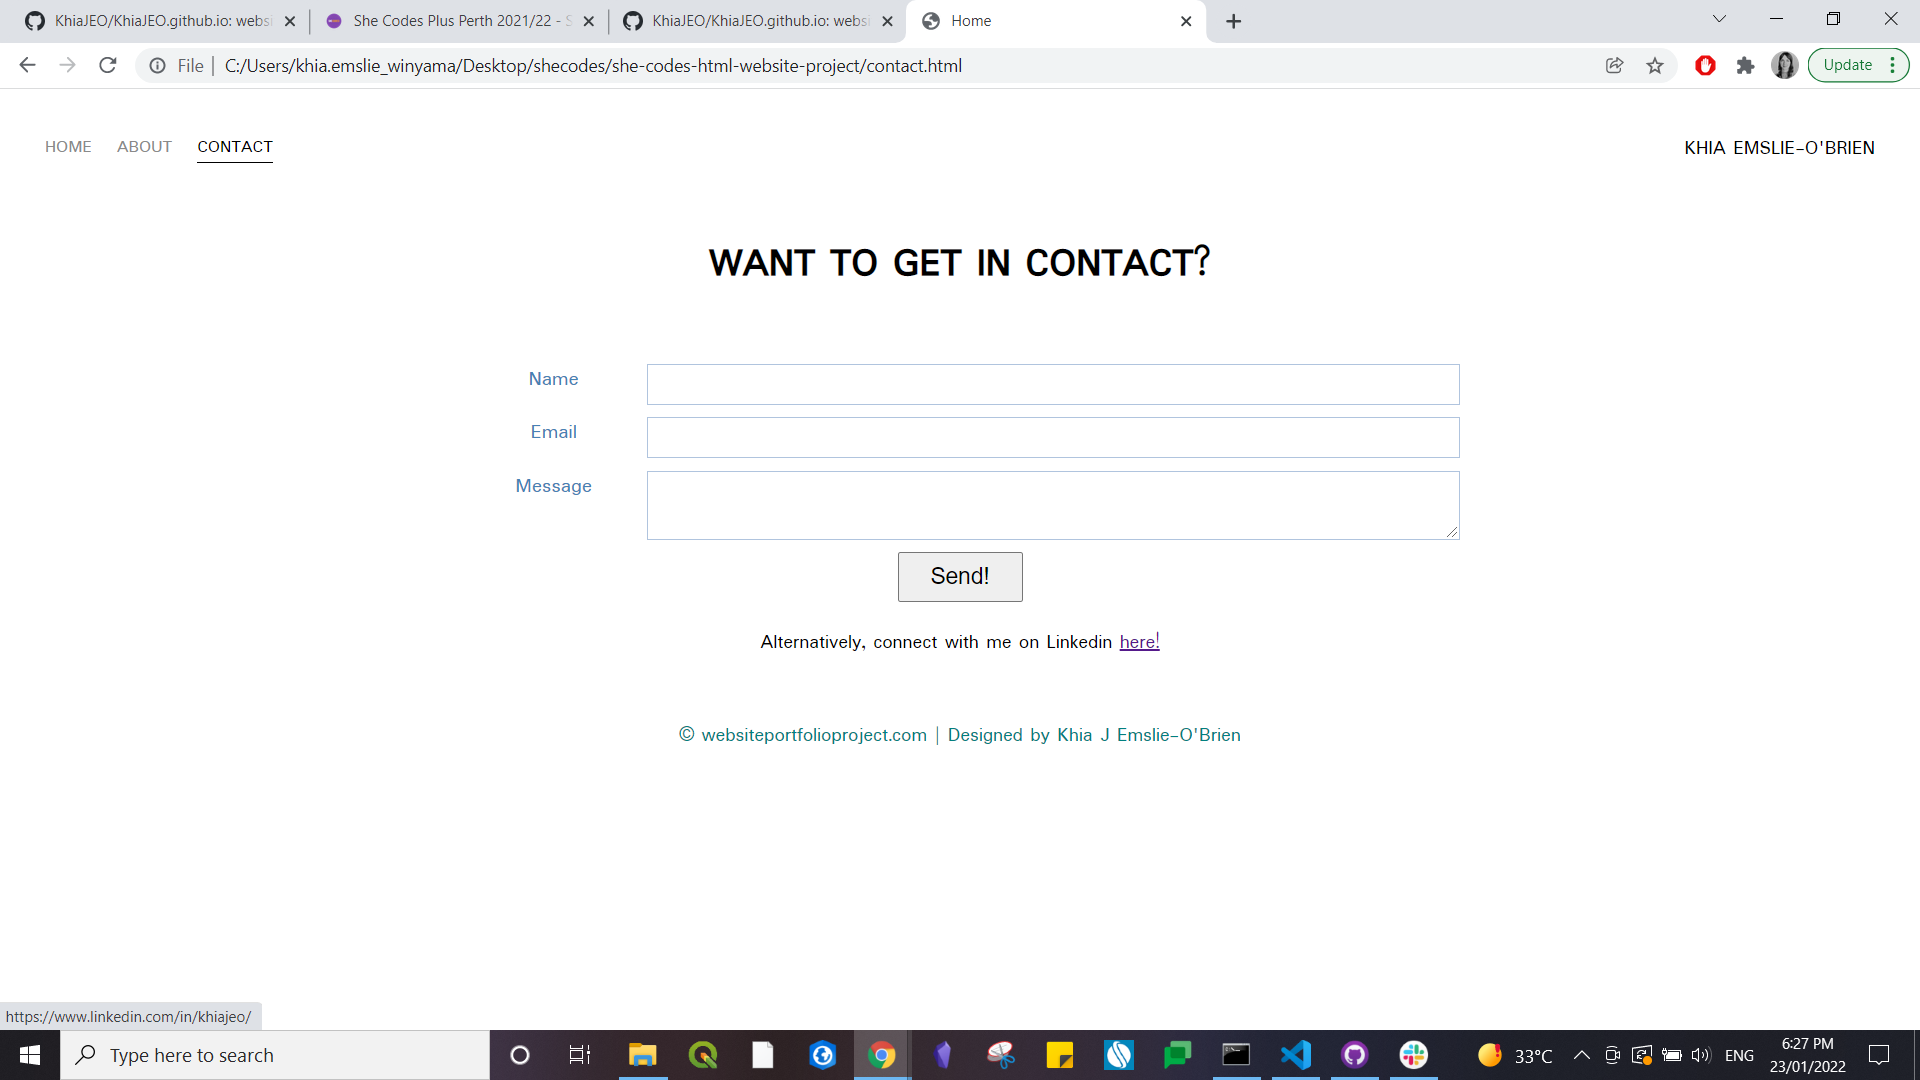 KhiaJEO/KhiaJEO.github.io: websi
She Codes Plus Perth 2021/22 - S
KhiaJEO/KhiaJEO.github.io: websi
Home
File | C:/Users/khia.emslie_winyama/Desktop/shecodes/she-codes-html-website-project/contact.html
Update
HOME ABOUT CONTACT
KHIA EMSLIE-O'BRIEN
WANT TO GET IN CONTACT?
Name
Email
Message
Send!
Alternatively, connect with me on Linkedin here!
© websiteportfolioproject.com | Designed by Khia J Emslie-O'Brien
https://www.linkedin.com/in/khiajeo/
Type here to search
33°C
ENG
6:27 PM
23/01/2022